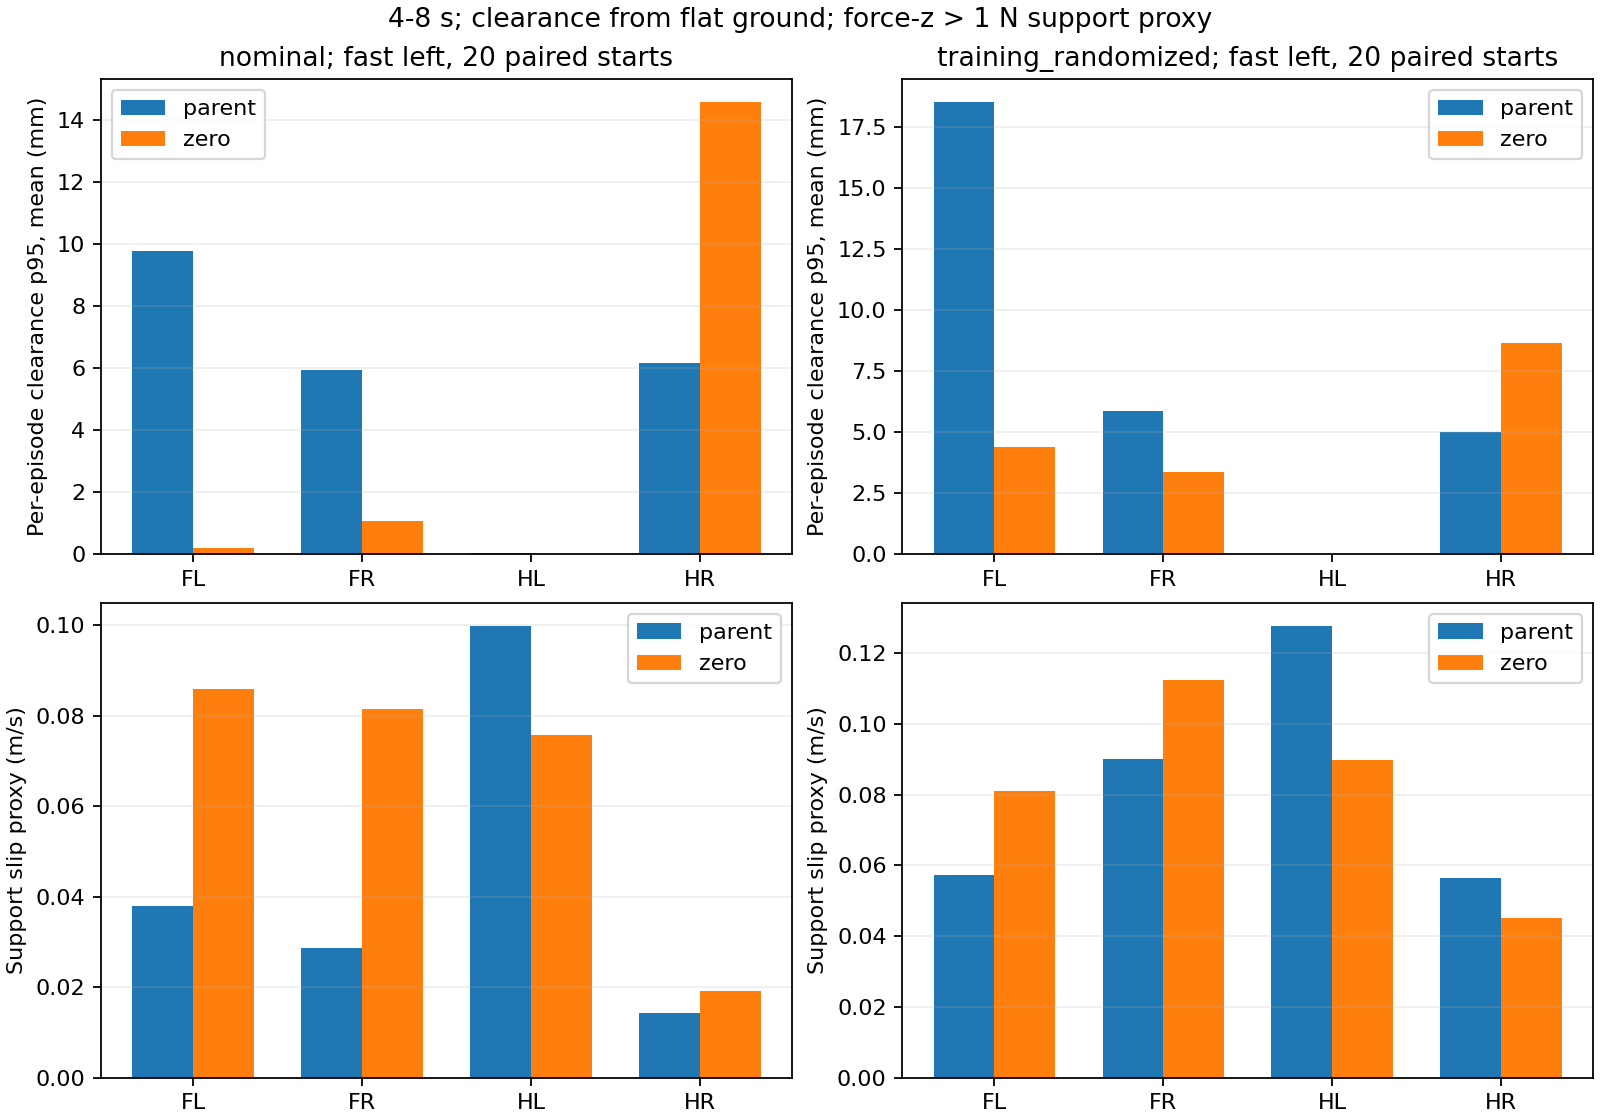 4-8 s; clearance from flat ground; force-z > 1 N support proxy
nominal; fast left, 20 paired starts
Per-episode clearance p95, mean (mm)
14
12
10
8
6
4
2
0
parent
zero
FL FR HL HR
training_randomized; fast left, 20 paired starts
Per-episode clearance p95, mean (mm)
17.5
15.0
12.5
10.0
7.5
5.0
2.5
0.0
parent
zero
FL FR HL HR
Support slip proxy (m/s)
0.10
0.08
0.06
0.04
0.02
0.00
parent
zero
FL FR HL HR
Support slip proxy (m/s)
0.12
0.10
0.08
0.06
0.04
0.02
0.00
parent
zero
FL FR HL HR